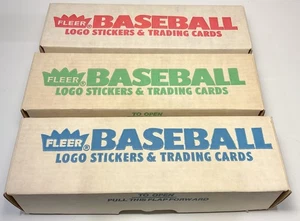 FLEER® BASEBALL
LOGO STICKERS & TRADING CARDS
FLEER® BASEBALL
LOGO STICKERS & TRADING CARDS
TO OPEN
FLEER® BASEBALL
LOGO STICKERS & TRADING CARDS
TO OPEN
PULL THIS FLAP FORWARD